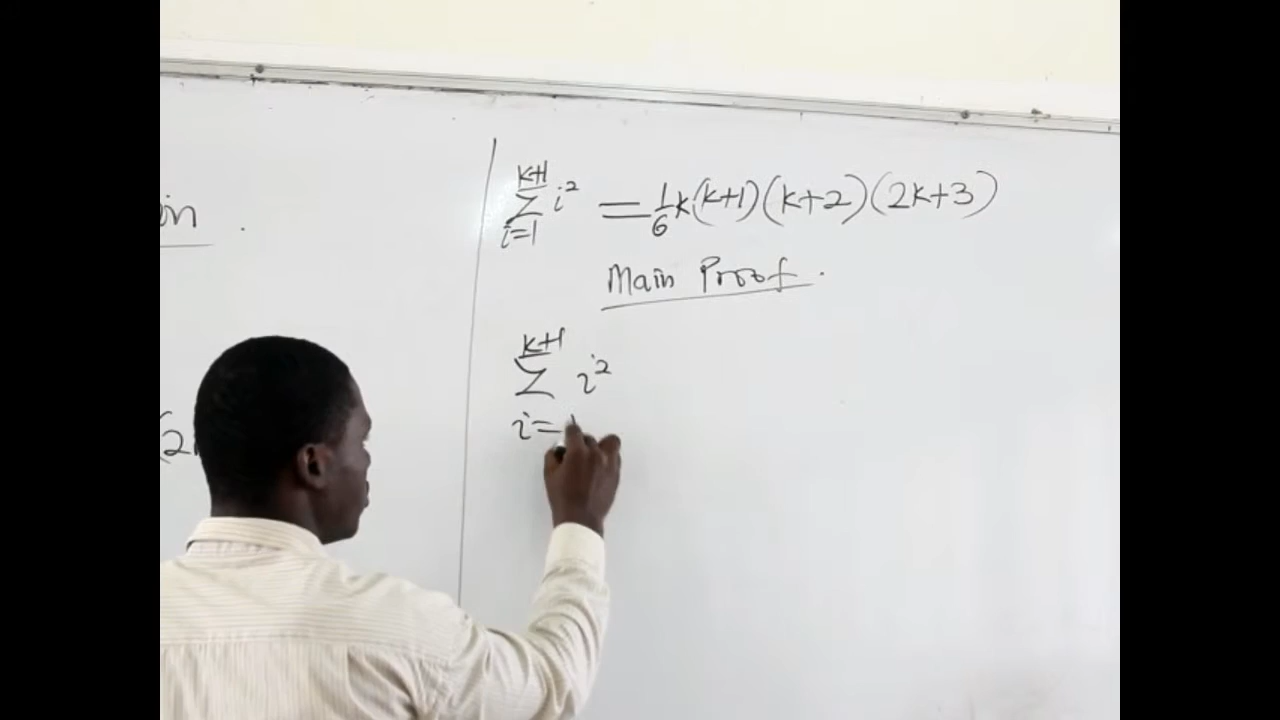 k+1
∑ i² = 1/6 k(k+1)(k+2)(2k+3)
i=1
Main Proof.
k+1
∑ i²
i=